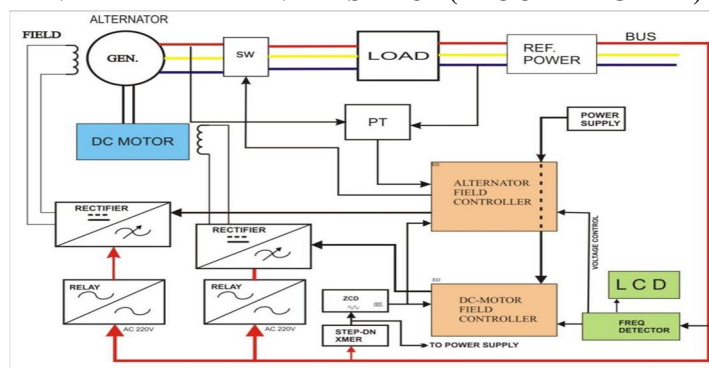 ALTERNATOR
FIELD
GEN.
SW
LOAD
REF.
POWER
BUS
DC MOTOR
PT
POWER
SUPPLY
ALTERNATOR
FIELD
CONTROLLER
RECTIFIER
RECTIFIER
VOLTAGE CONTROL
RELAY
AC 220V
RELAY
AC 220V
ZCD
STEP-DN
XMER
TO POWER SUPPLY
DC-MOTOR
FIELD
CONTROLLER
LCD
FREQ
DETECTOR